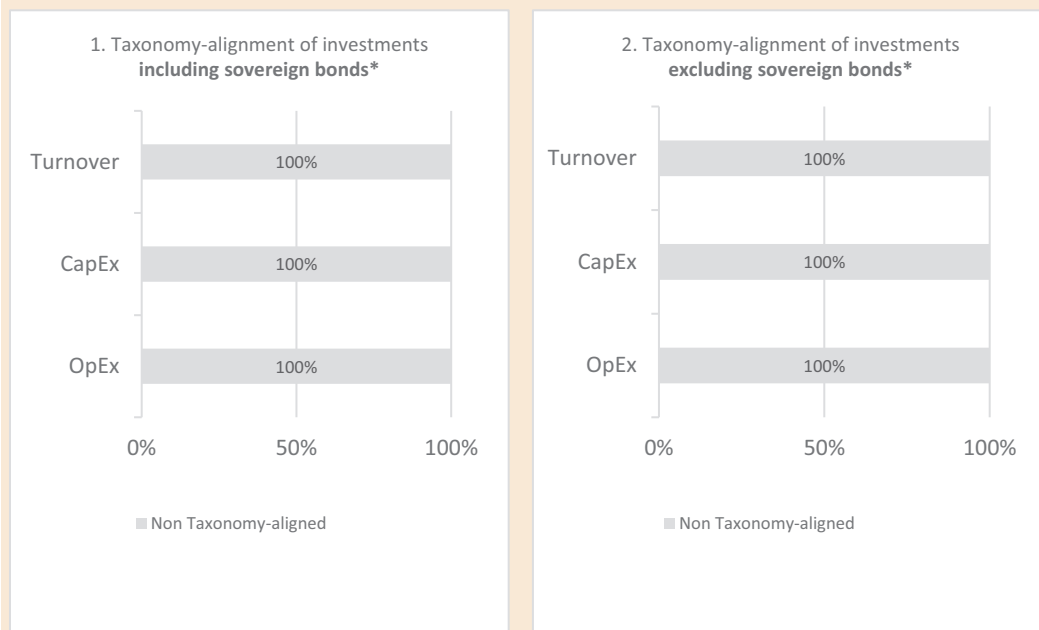 1. Taxonomy-alignment of investments
including sovereign bonds*
Turnover
100%
CapEx
100%
OpEx
100%
0%
50%
100%
Non Taxonomy-aligned
2. Taxonomy-alignment of investments
excluding sovereign bonds*
Turnover
100%
CapEx
100%
OpEx
100%
0%
50%
100%
Non Taxonomy-aligned